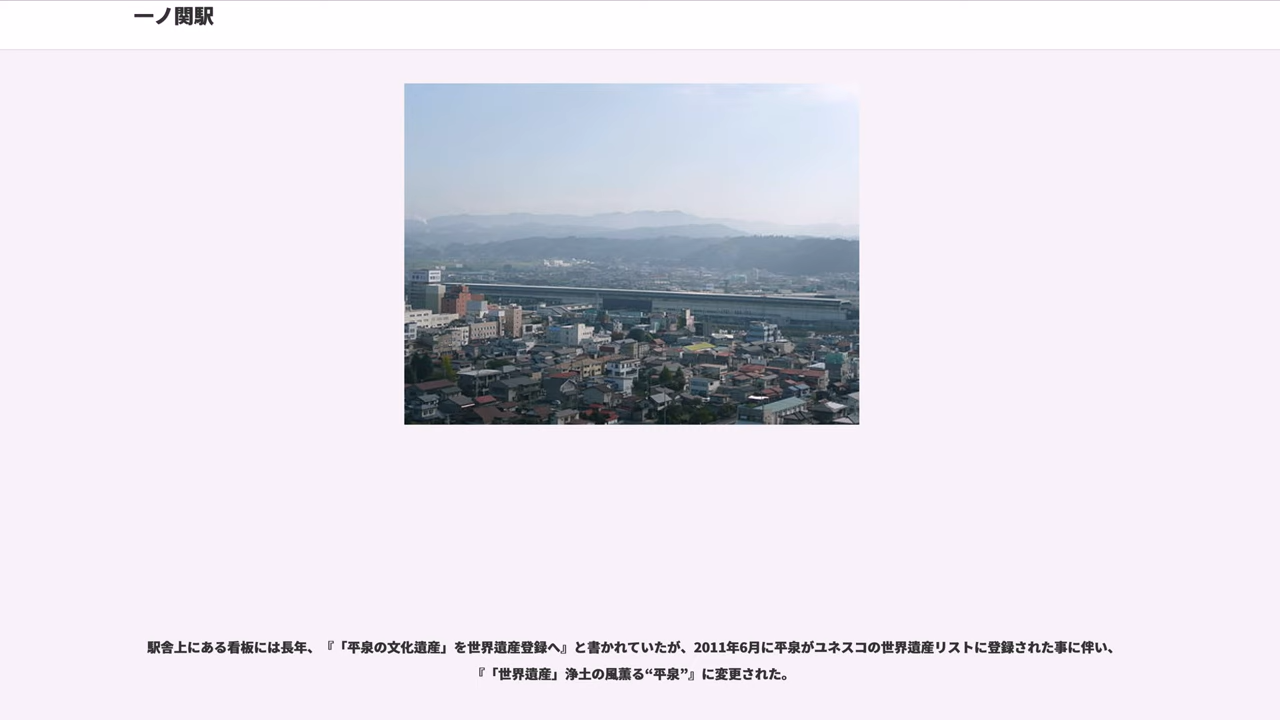 一ノ関駅
駅舎上にある看板には長年、『「平泉の文化遺産」を世界遺産登録へ』と書かれていたが、2011年6月に平泉がユネスコの世界遺産リストに登録された事に伴い、
『「世界遺産」浄土の風薫る“平泉”』に変更された。